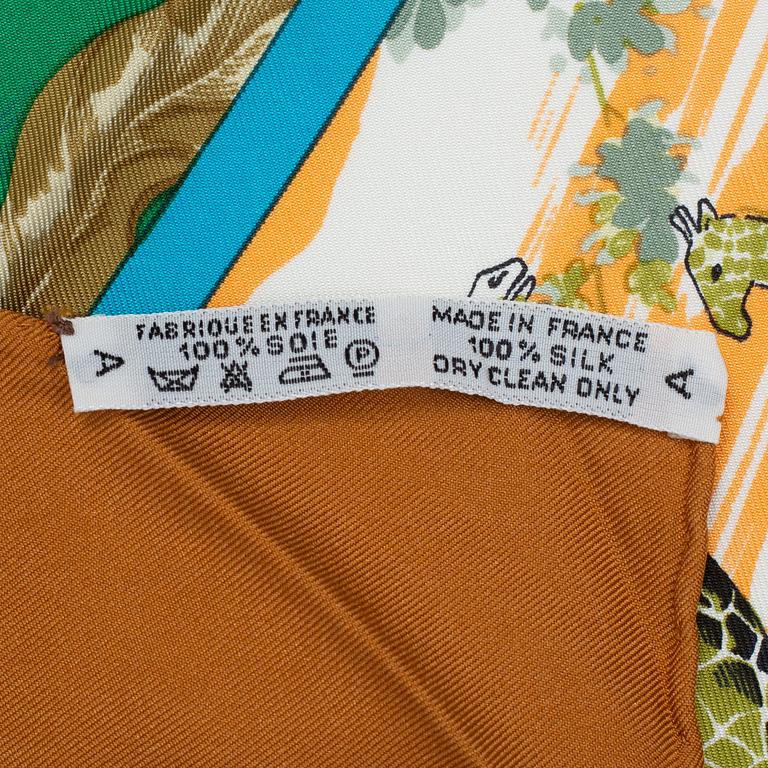 A
FABRIQUE EN FRANCE
100% SOIE
P
MADE IN FRANCE
100% SILK
DRY CLEAN ONLY
A